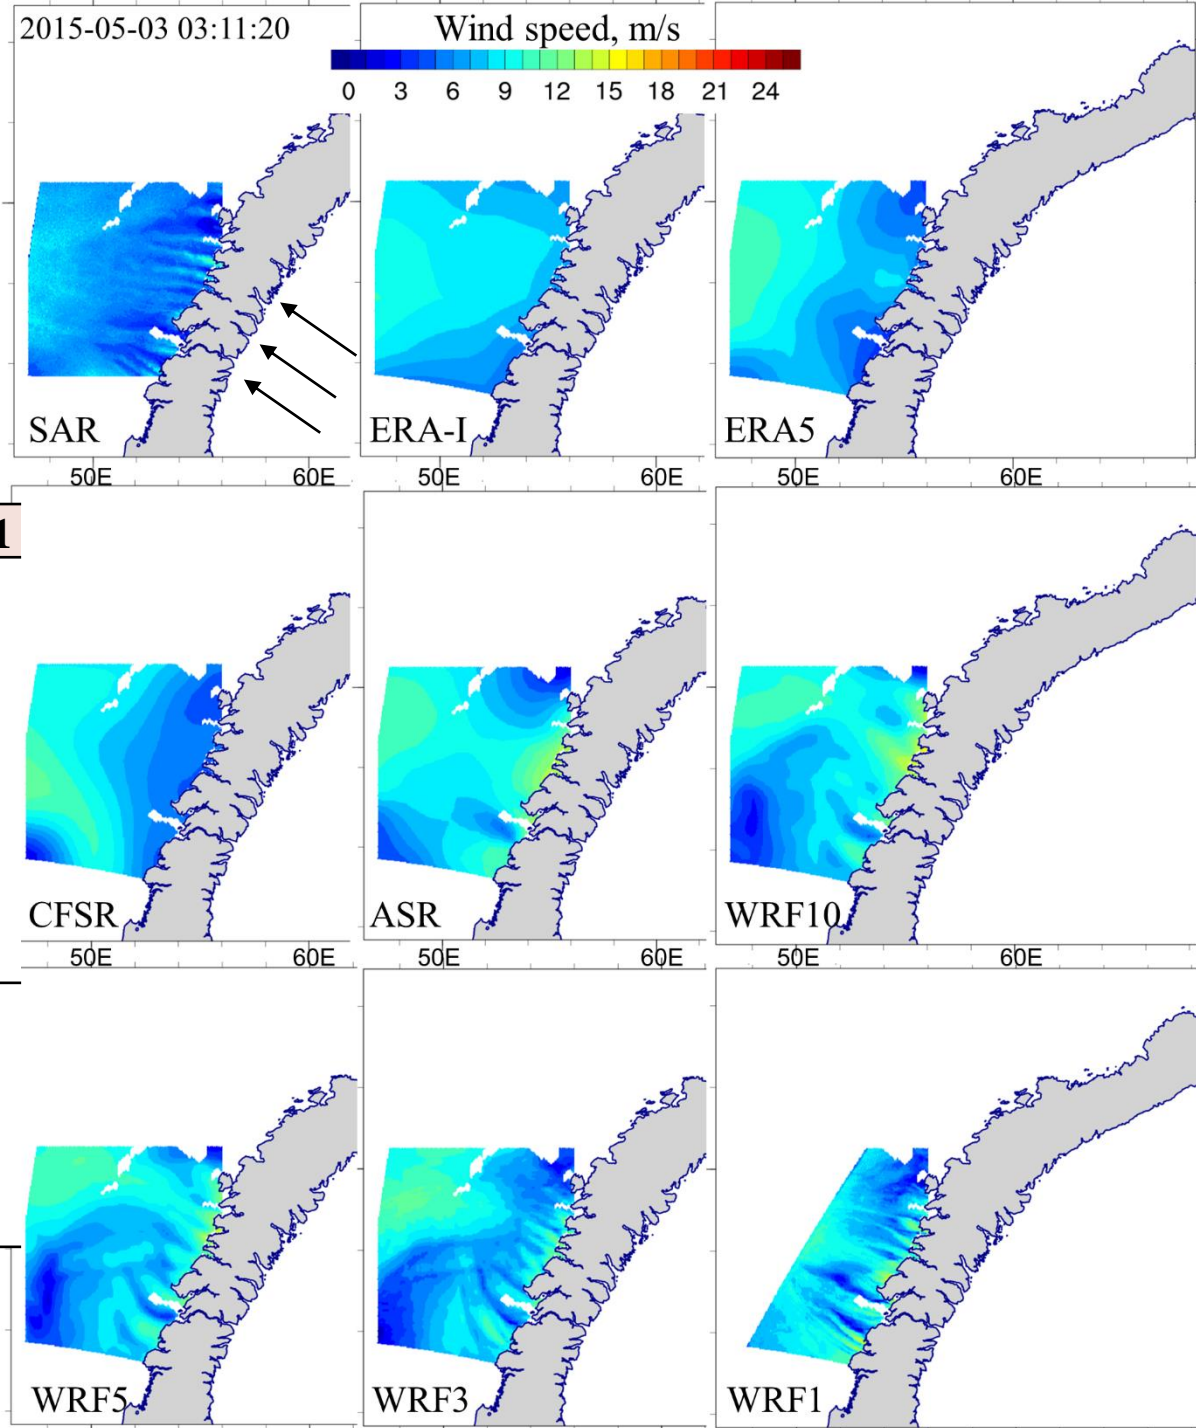 2015-05-03 03:11:20
Wind speed, m/s
0 3 6 9 12 15 18 21 24
SAR
ERA-I
ERA5
50E 60E 50E 60E 50E 60E
1
CFSR
ASR
WRF10
50E 60E 50E 60E 50E 60E
WRF5
WRF3
WRF1